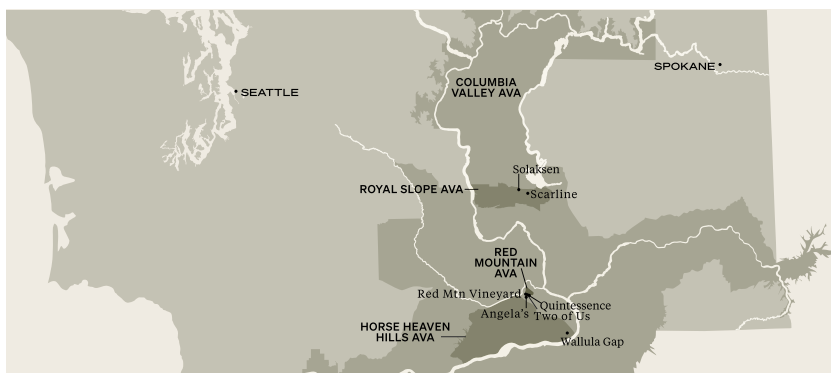 SPOKANE
COLUMBIA
VALLEY AVA
SEATTLE
Solaksen
ROYAL SLOPE AVA
Scarline
RED
MOUNTAIN
AVA
Red Mtn Vineyard
Quintessence
Angela's
Two of Us
HORSE HEAVEN
HILLS AVA
Wallula Gap